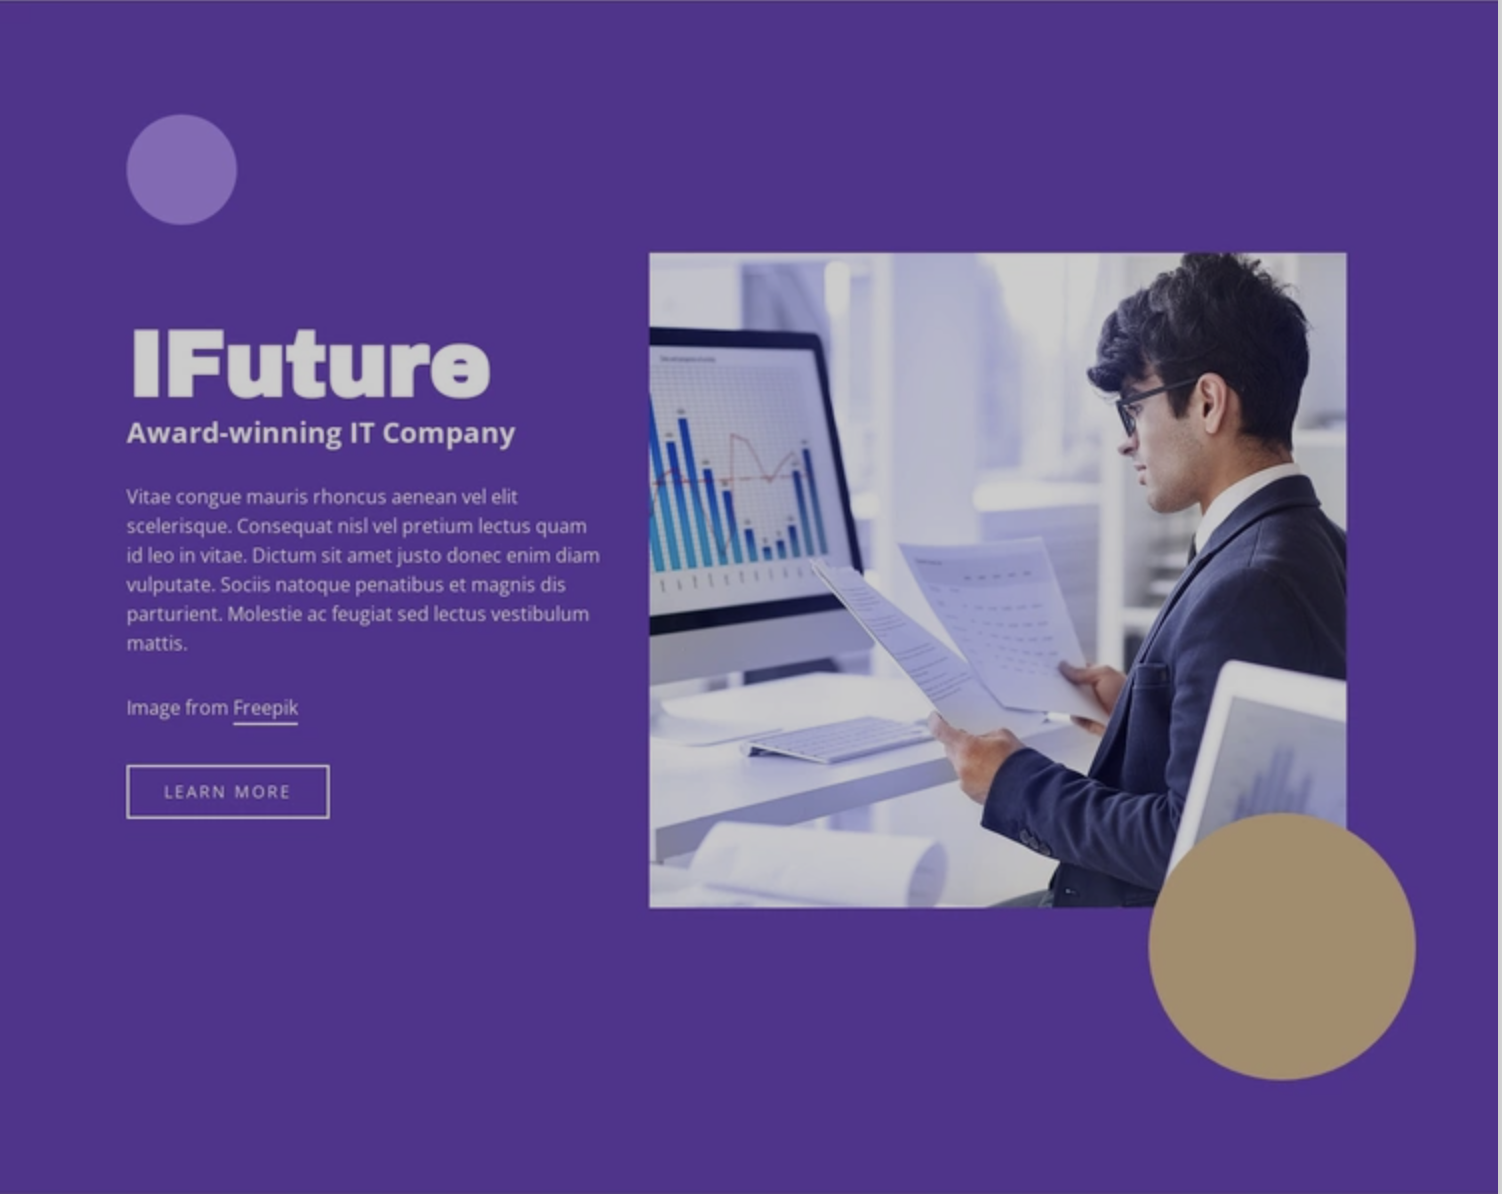 IFuture
Award-winning IT Company
Vitae congue mauris rhoncus aenean vel elit
scelerisque. Consequat nisl vel pretium lectus quam
id leo in vitae. Dictum sit amet justo donec enim diam
vulputate. Sociis natoque penatibus et magnis dis
parturient. Molestie ac feugiat sed lectus vestibulum
mattis.
Image from Freepik
LEARN MORE